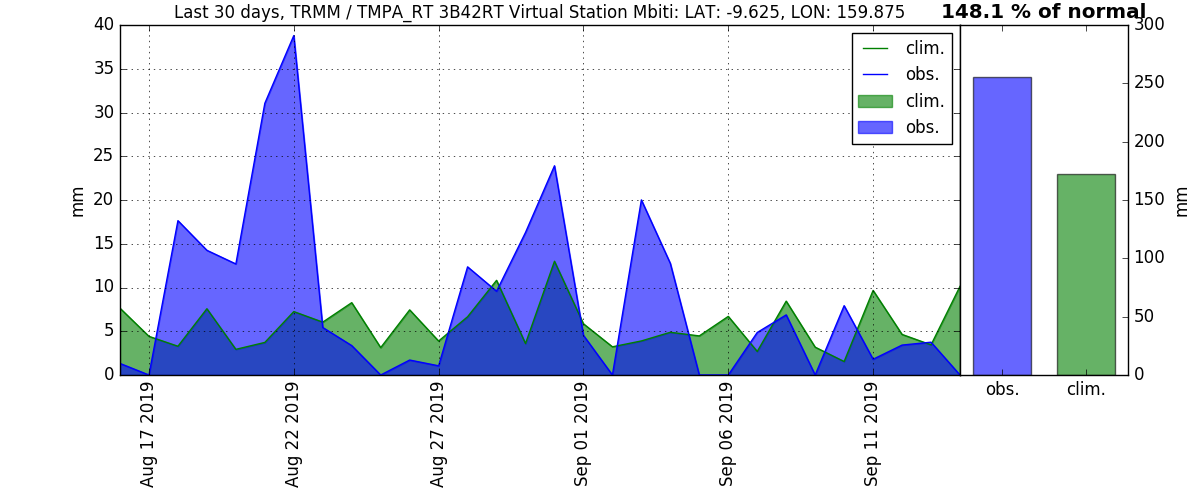 Last 30 days, TRMM / TMPA_RT 3B42RT Virtual Station Mbiti: LAT: -9.625, LON: 159.875
148.1 % of normal
40
35
30
25
20
15
10
5
0
mm
clim.
obs.
clim.
obs.
300
250
200
150
100
50
0
mm
Aug 17 2019
Aug 22 2019
Aug 27 2019
Sep 01 2019
Sep 06 2019
Sep 11 2019
obs.
clim.